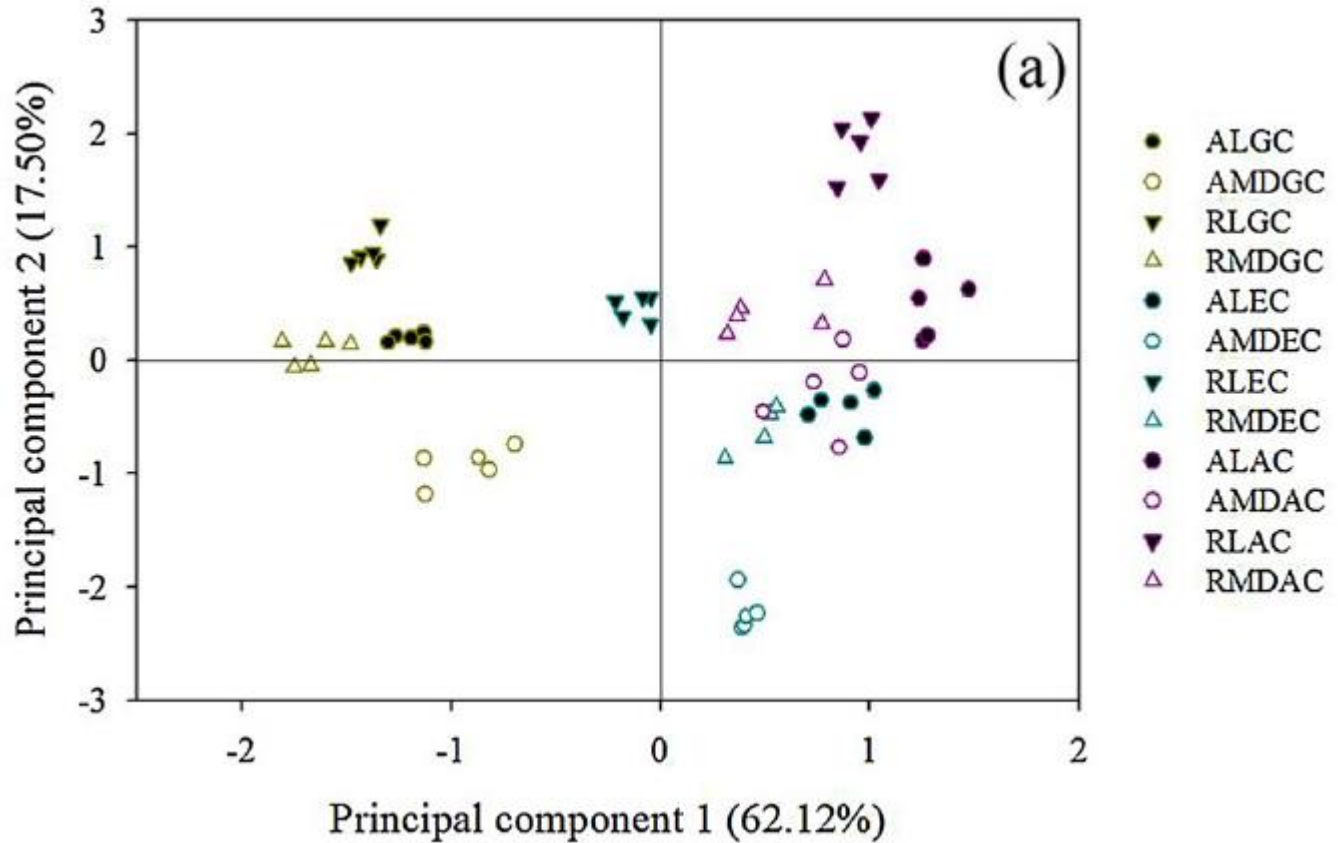 (a)
3
2
1
0
-1
-2
-3
Principal component 2 (17.50%)
-2
-1
0
1
2
Principal component 1 (62.12%)
ALGC
AMDGC
RLGC
RMDGC
ALEC
AMDEC
RLEC
RMDEC
ALAC
AMDAC
RLAC
RMDAC